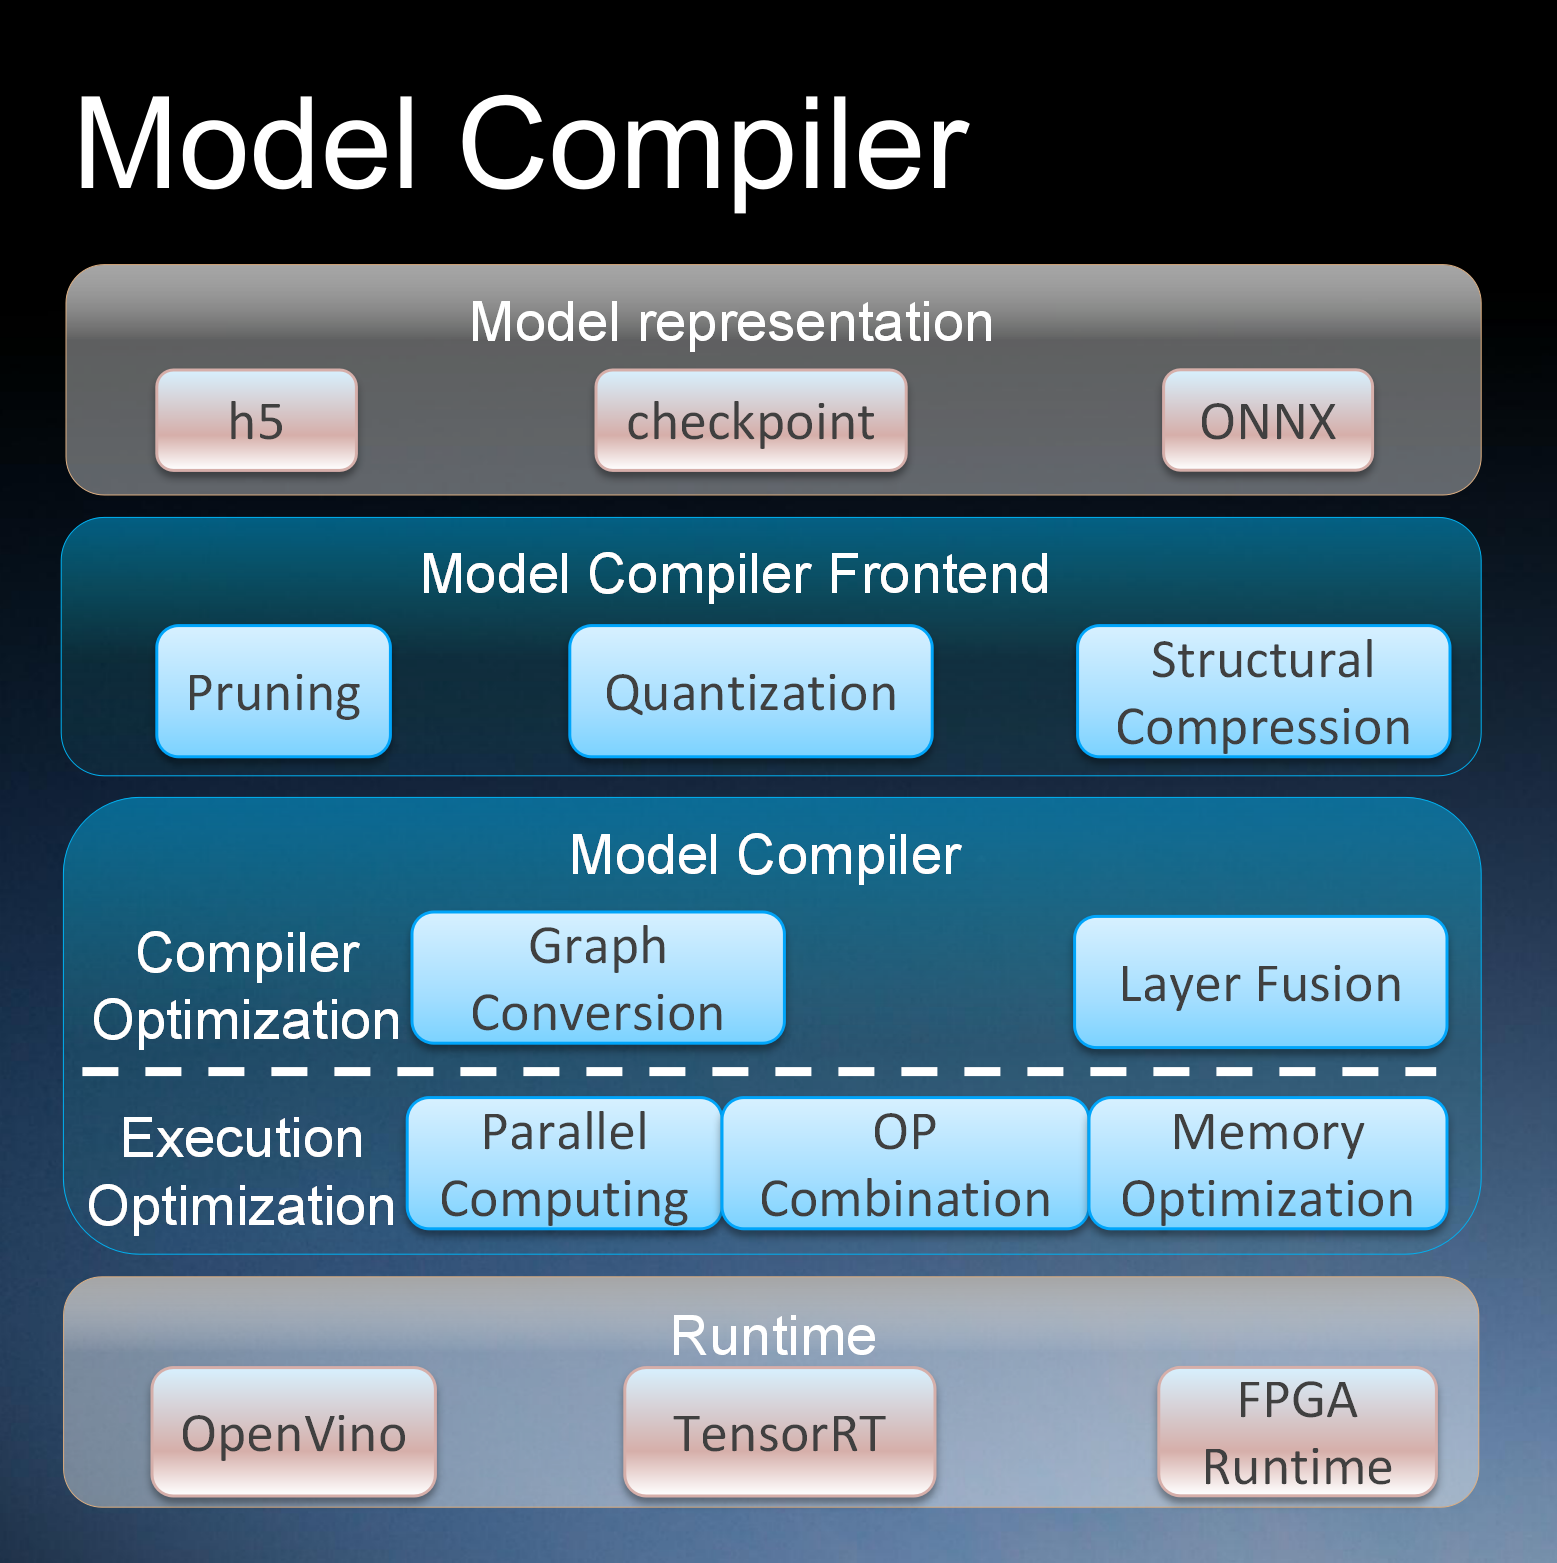 Model Compiler
Model representation
h5
checkpoint
ONNX
Model Compiler Frontend
Pruning
Quantization
Structural
Compression
Model Compiler
Compiler
Optimization
Graph
Conversion
Layer Fusion
Execution
Optimization
Parallel
Computing
OP
Combination
Memory
Optimization
Runtime
OpenVino
TensorRT
FPGA
Runtime